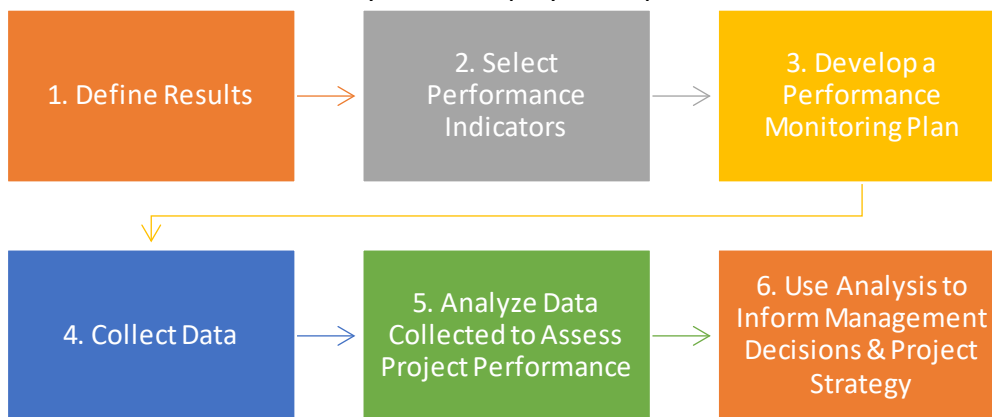 1. Define Results
2. Select
Performance
Indicators
3. Develop a
Performance
Monitoring Plan
4. Collect Data
5. Analyze Data
Collected to Assess
Project Performance
6. Use Analysis to
Inform Management
Decisions & Project
Strategy